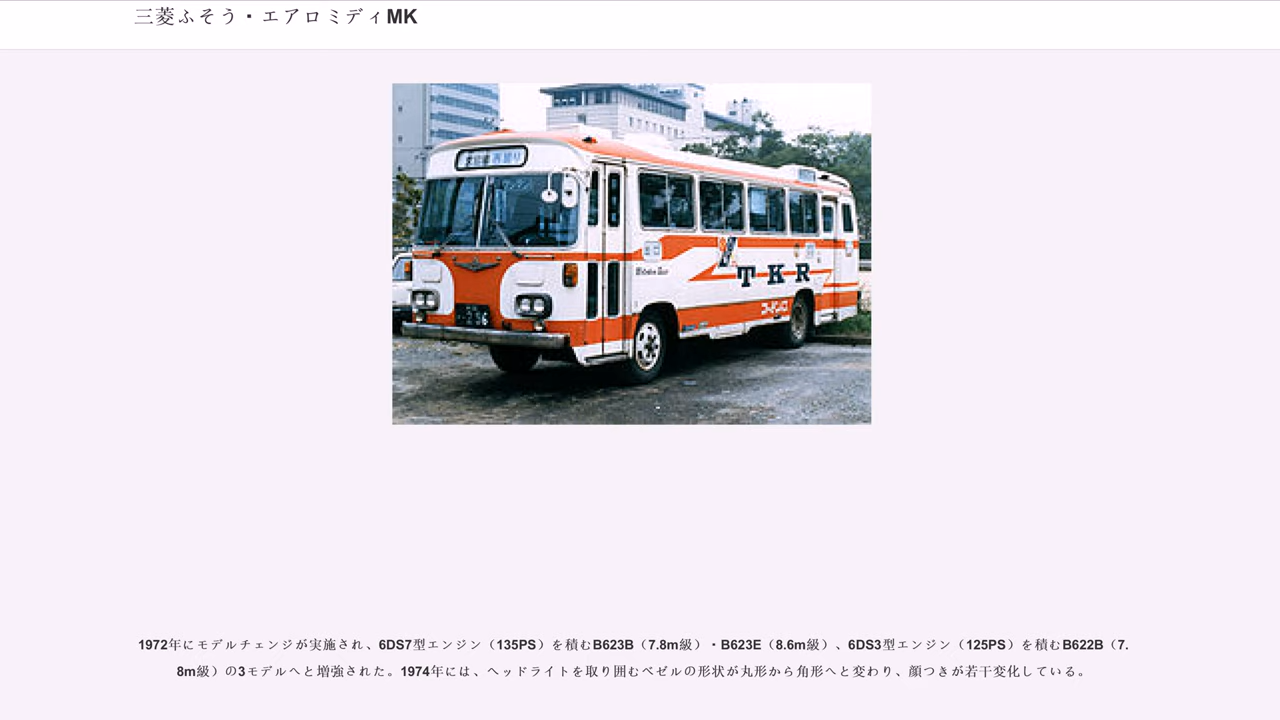 三菱ふそう・エアロミディMK
TKR
1972年にモデルチェンジが実施され、6DS7型エンジン（135PS）を積むB623B（7.8m級）・B623E（8.6m級）、6DS3型エンジン（125PS）を積むB622B（7.
8m級）の3モデルへと増強された。1974年には、ヘッドライトを取り囲むベゼルの形状が丸形から角形へと変わり、顔つきが若干変化している。